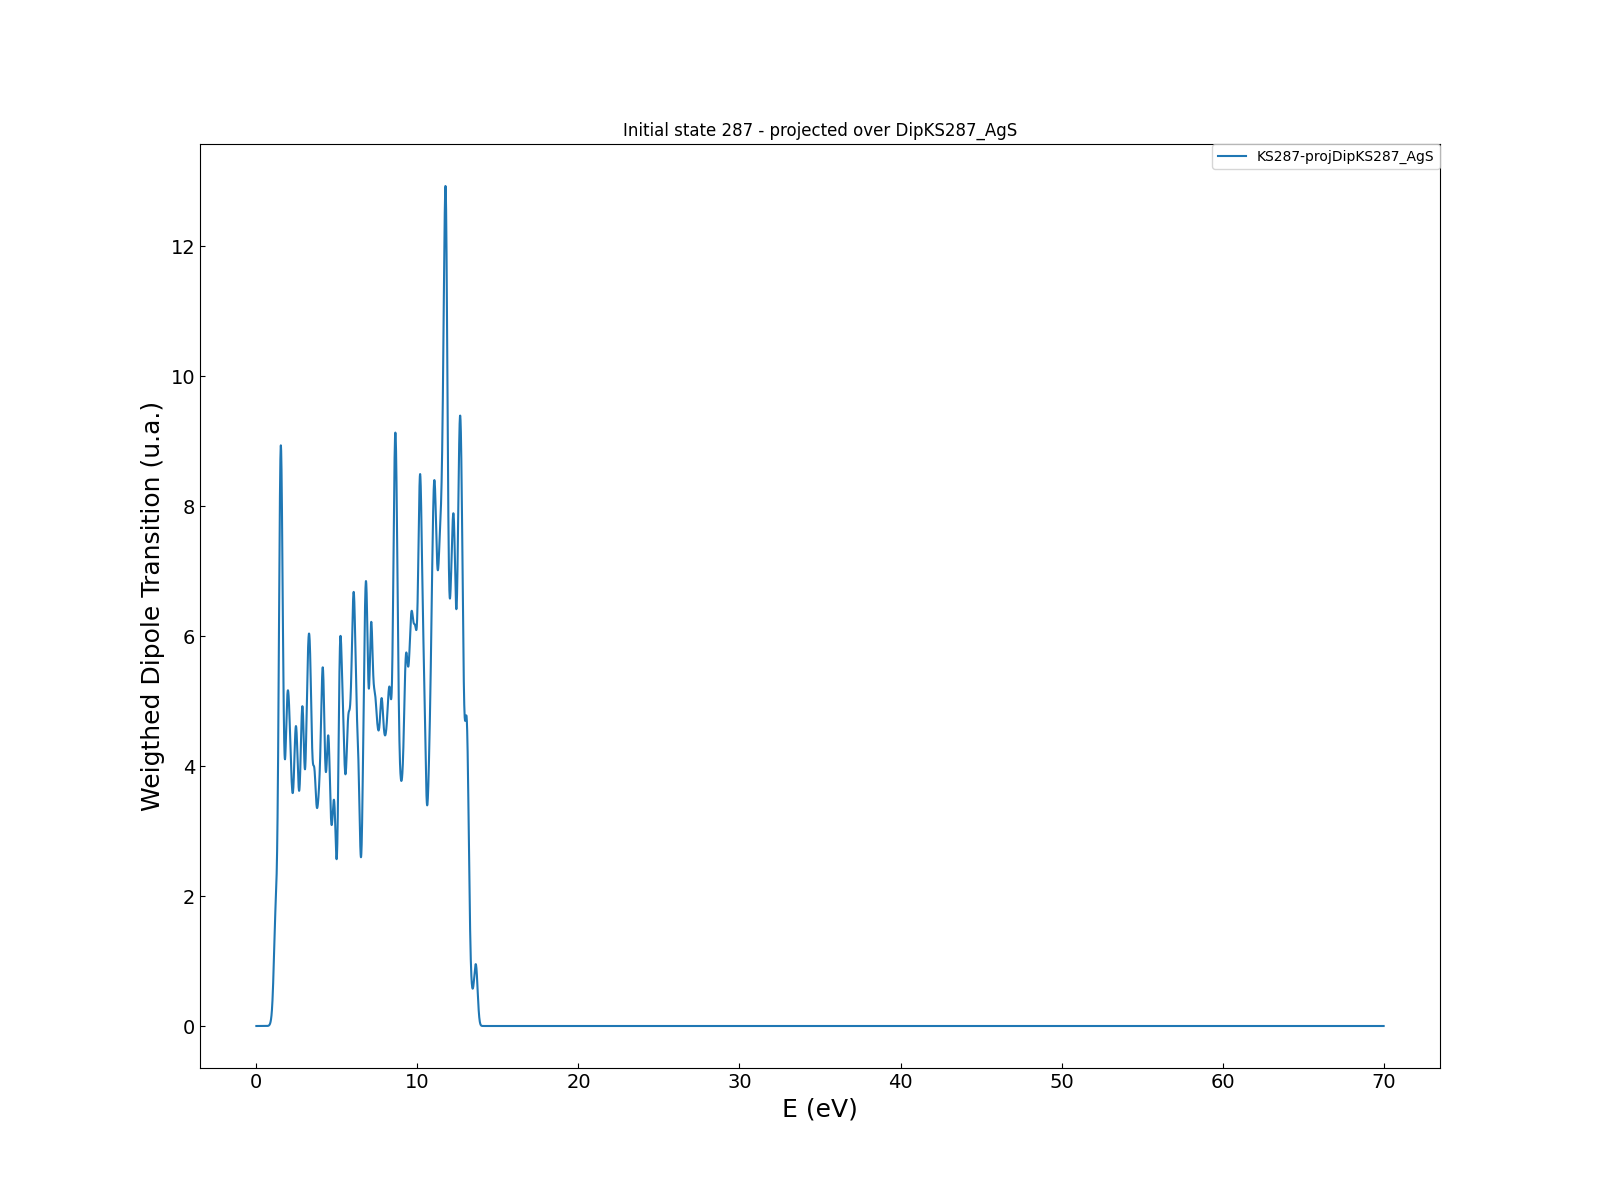 Initial state 287 - projected over DipKS287_AgS
KS287-projDipKS287_AgS
Weigthed Dipole Transition (u.a.)
12
10
8
6
4
2
0
0 10 20 30 40 50 60 70
E (eV)